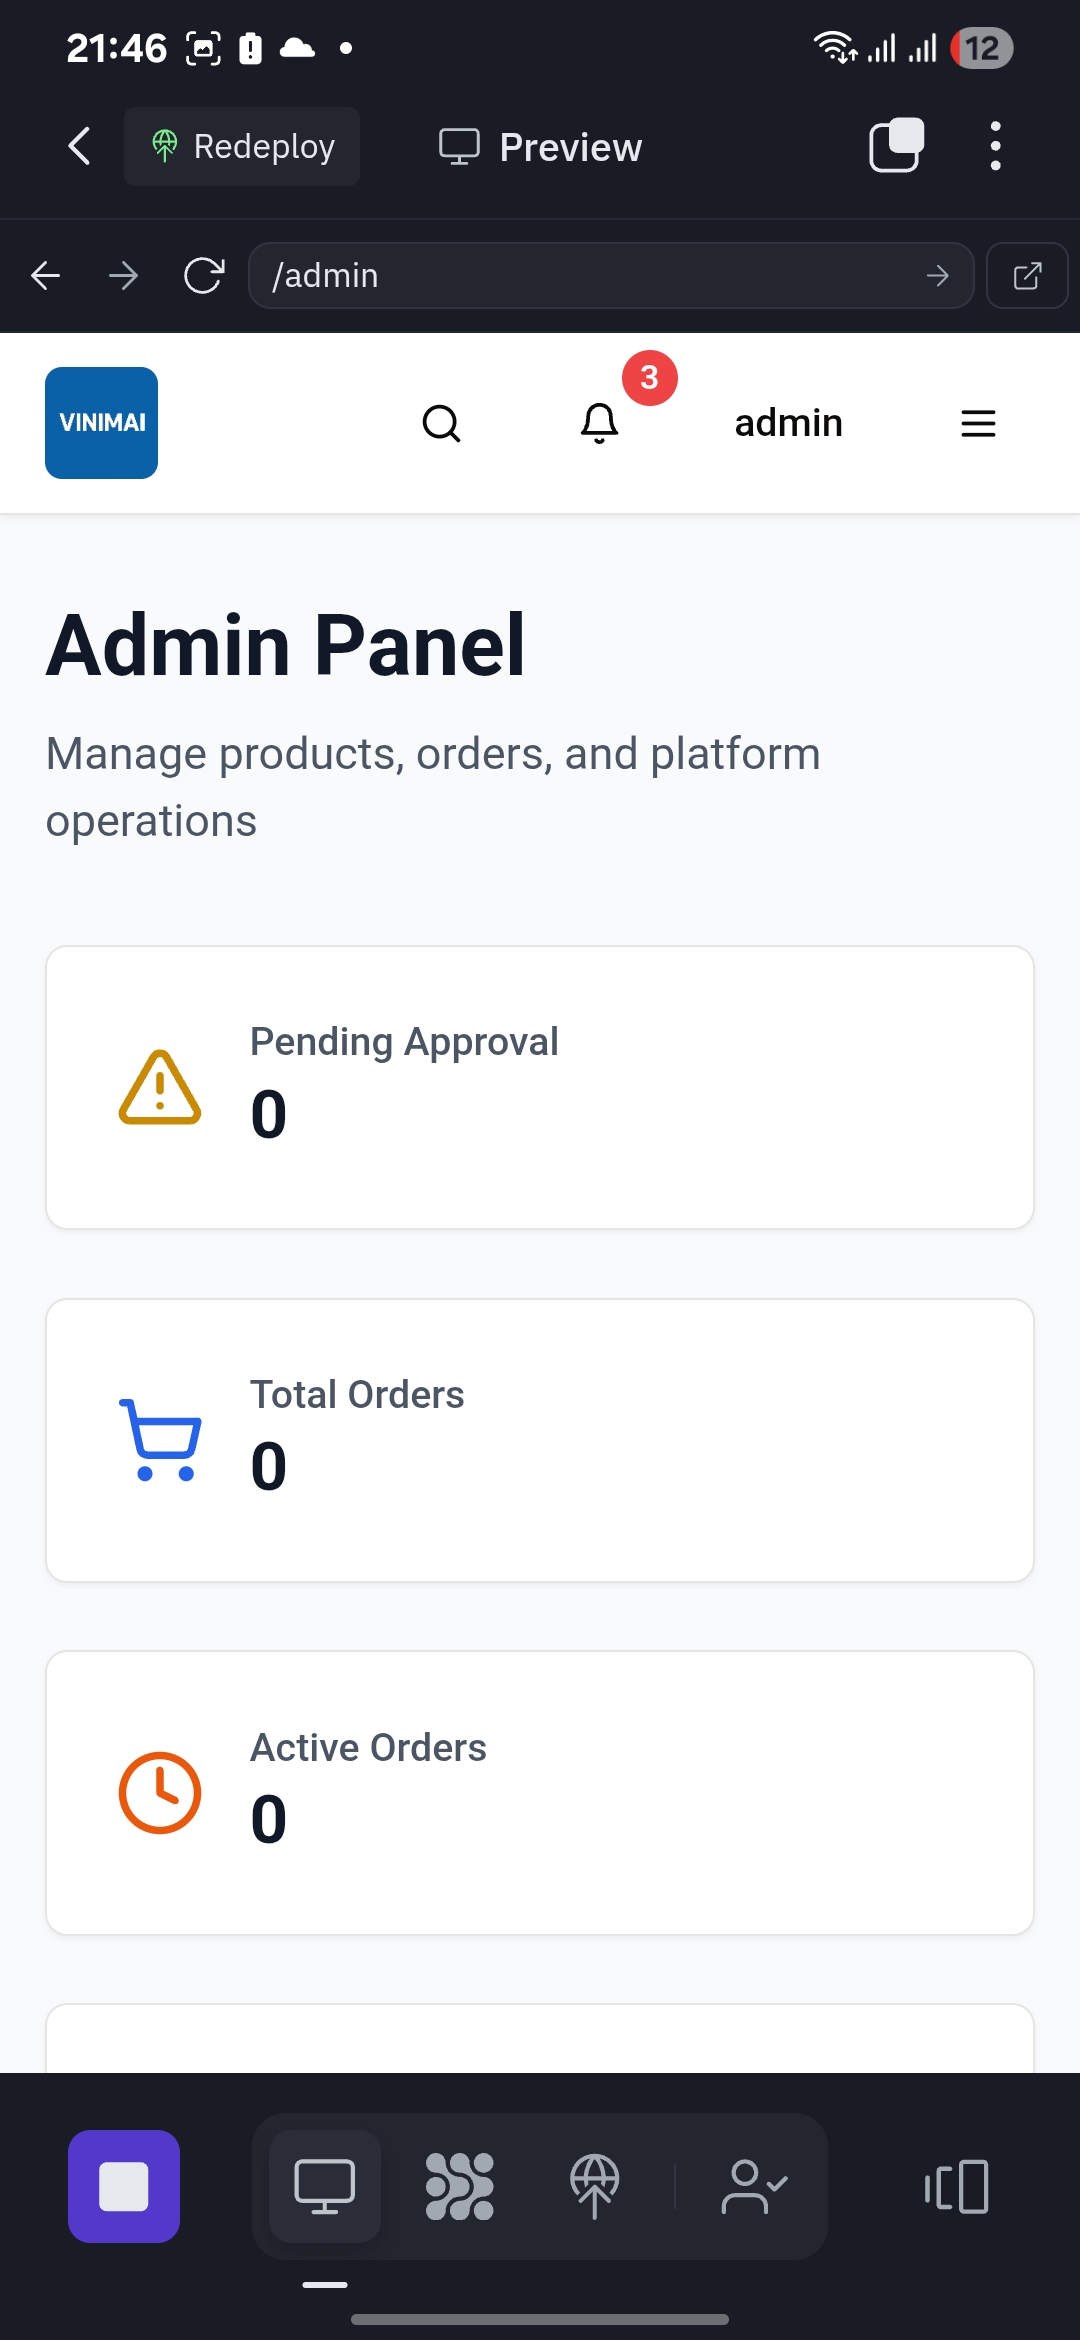 21:46
12
Redeploy
Preview
/admin
VINIMAI
3
admin
Admin Panel
Manage products, orders, and platform
operations
Pending Approval
0
Total Orders
0
Active Orders
0